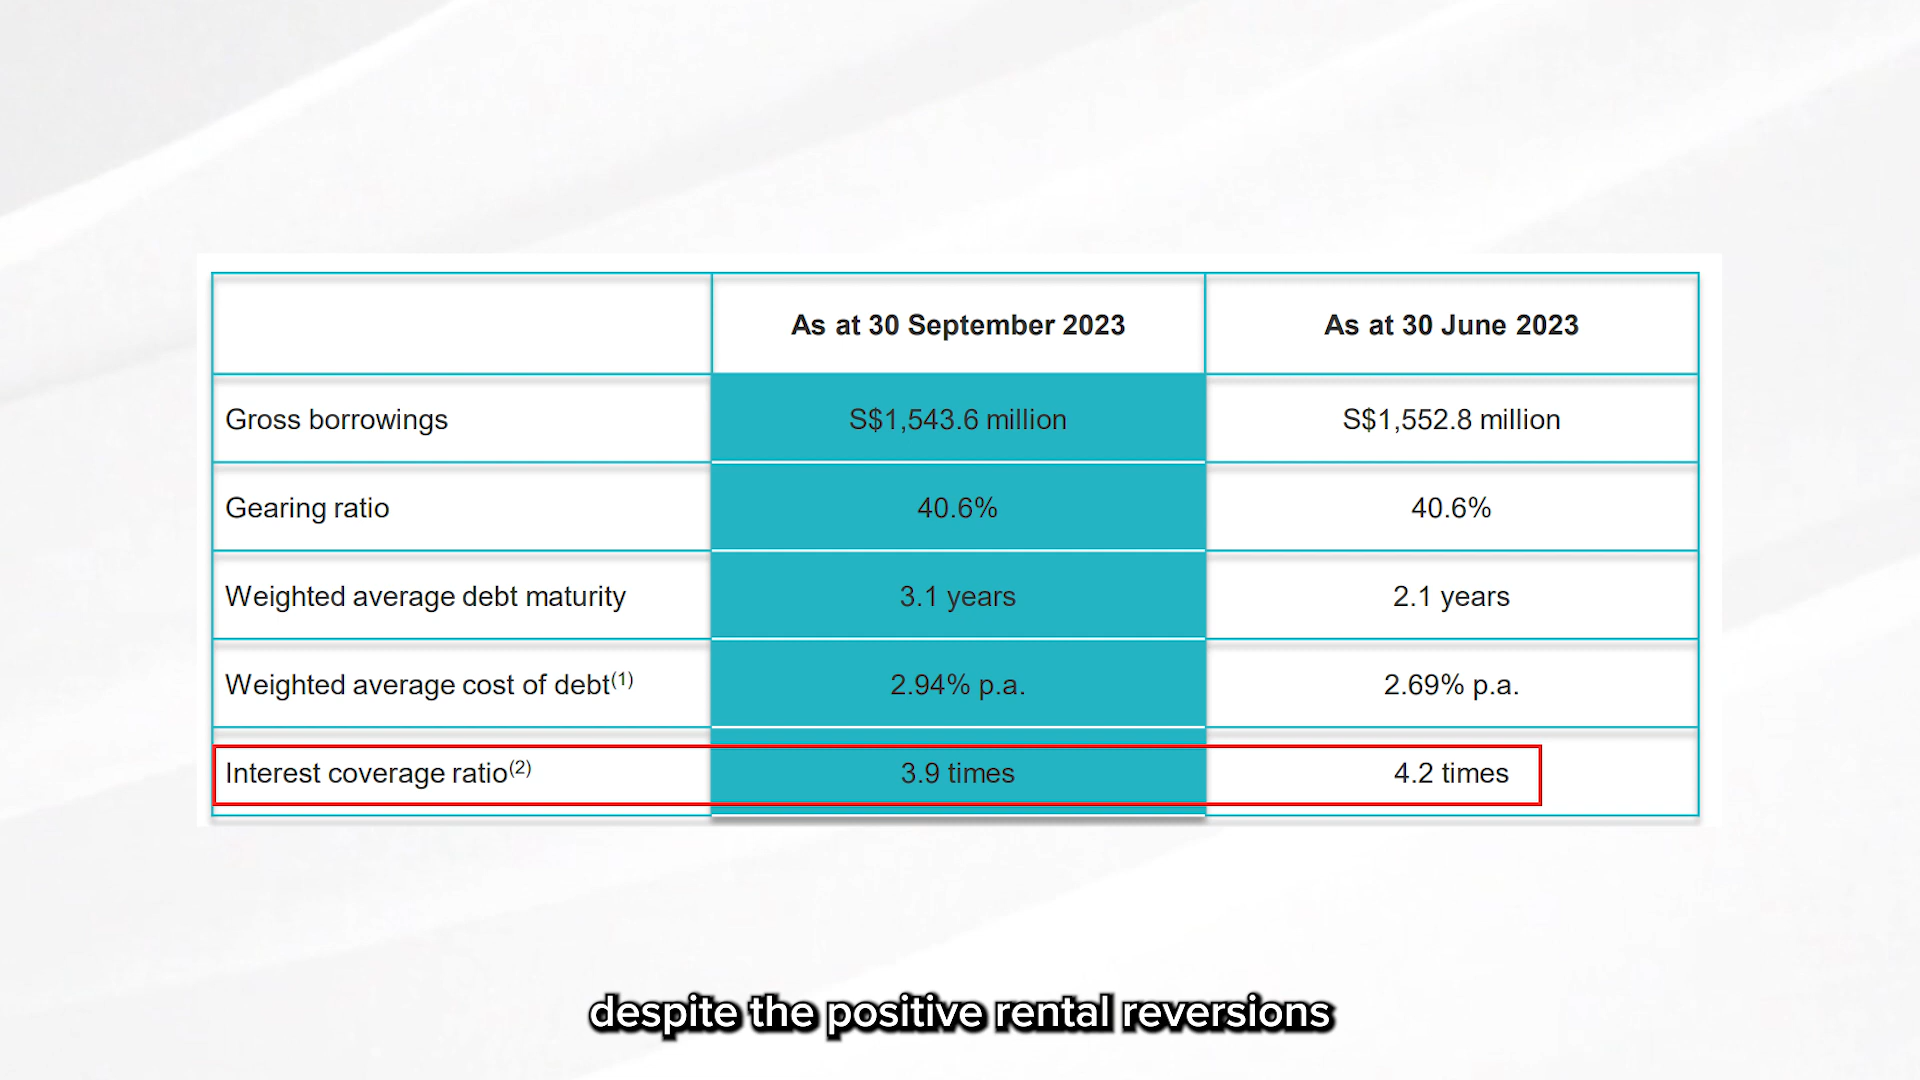 As at 30 September 2023 As at 30 June 2023
Gross borrowings S$1,543.6 million S$1,552.8 million
Gearing ratio 40.6% 40.6%
Weighted average debt maturity 3.1 years 2.1 years
Weighted average cost of debt(1) 2.94% p.a. 2.69% p.a.
Interest coverage ratio(2) 3.9 times 4.2 times
despite the positive rental reversions